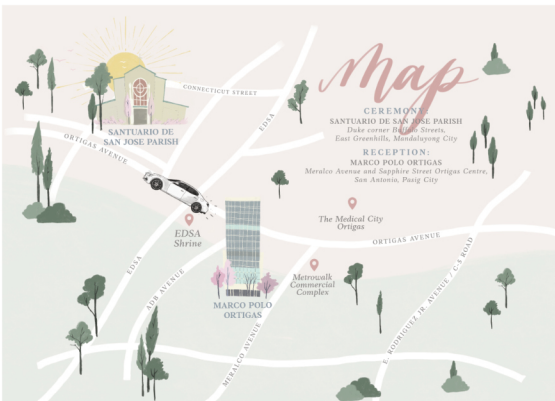 map
CEREMONY:
SANTUARIO DE SAN JOSE PARISH
Duke corner Buffalo Streets,
East Greenhills, Mandaluyong City
RECEPTION:
MARCO POLO ORTIGAS
Meralco Avenue and Sapphire Street Ortigas Centre,
San Antonio, Pasig City
CONNECTICUT STREET
EDSA
SANTUARIO DE
SAN JOSE PARISH
ORTIGAS AVENUE
EDSA
Shrine
The Medical City
Ortigas
ORTIGAS AVENUE
EDSA
ADB AVENUE
Metrowalk
Commercial
Complex
MARCO POLO
ORTIGAS
MERALCO AVENUE
E. RODRIGUEZ JR. AVENUE / C-5 ROAD